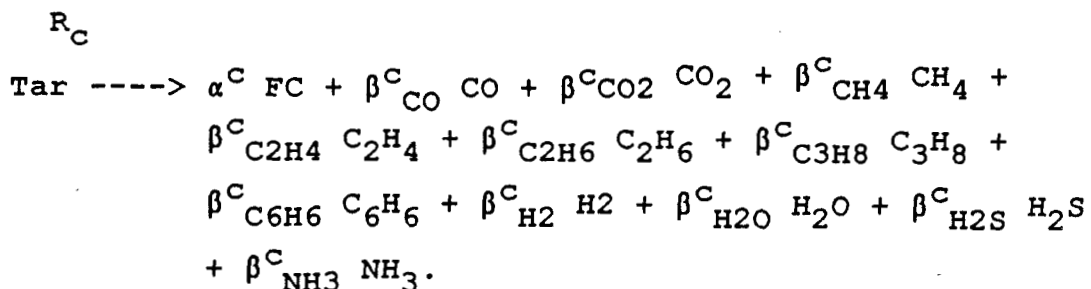 R_C
Tar ----> α^C FC + β^C_CO CO + β^C_CO2 CO_2 + β^C_CH4 CH_4 +
β^C_C2H4 C_2H_4 + β^C_C2H6 C_2H_6 + β^C_C3H8 C_3H_8 +
β^C_C6H6 C_6H_6 + β^C_H2 H2 + β^C_H2O H_2O + β^C_H2S H_2S
+ β^C_NH3 NH_3.